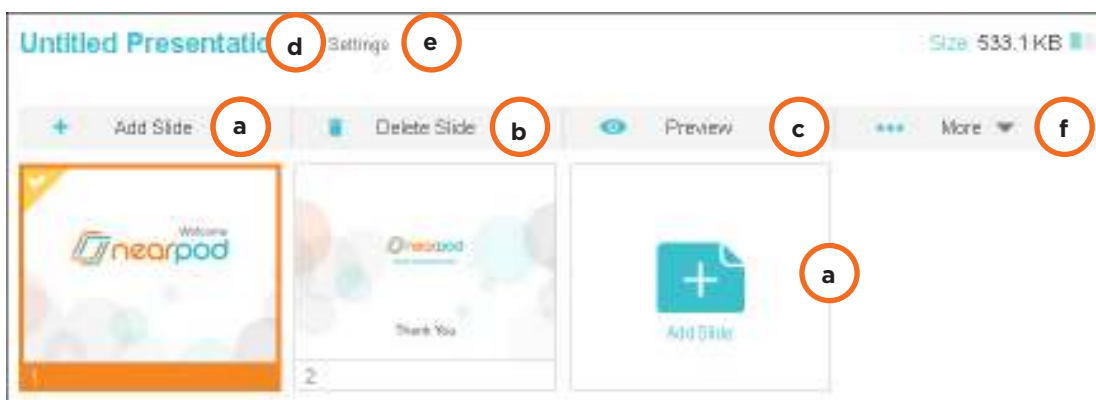 Untitled Presentatio d Settings e Size 533.1 KB
+ Add Slide a Delete Slide b Preview c More f
Welcome
nearpod
nearpod
Thank You
a
Add Slide
1
2